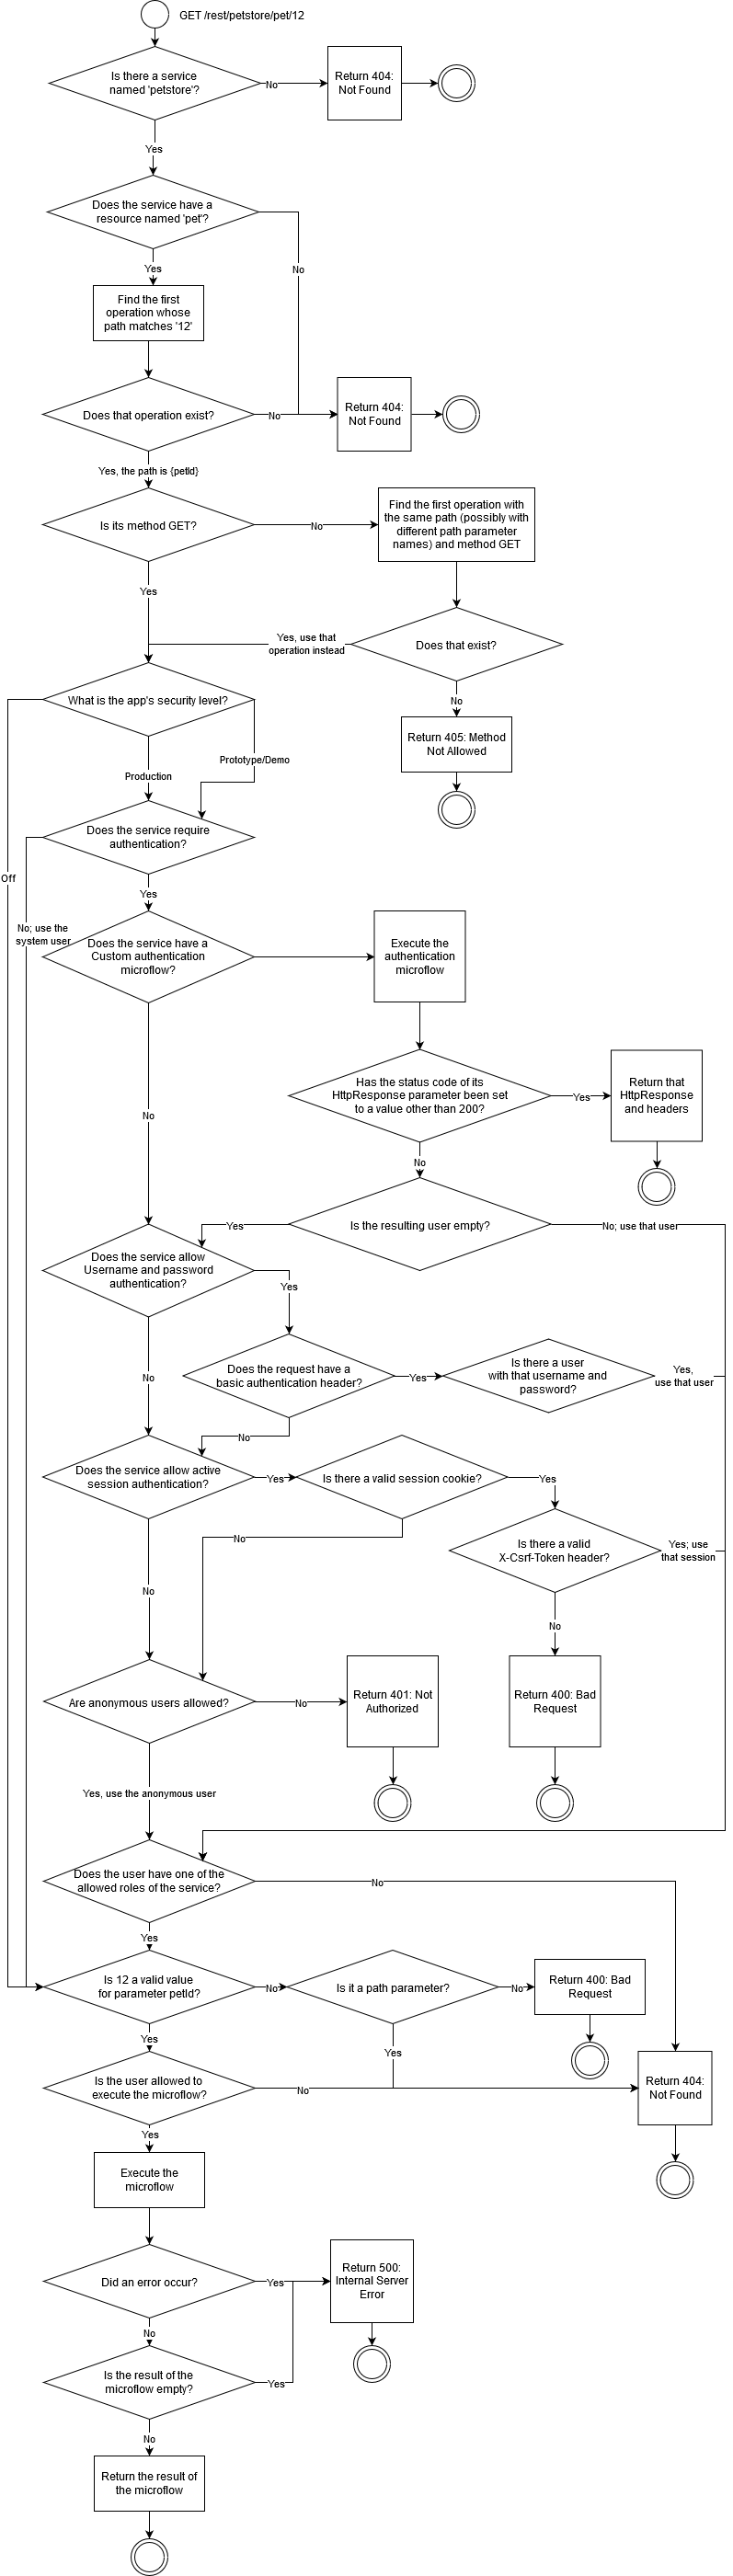 GET /rest/petstore/pet/12
Is there a service
named 'petstore'?
No
Return 404:
Not Found
Yes
Does the service have a
resource named 'pet'?
No
Yes
Find the first
operation whose
path matches '12'
Does that operation exist?
No
Return 404:
Not Found
Yes, the path is {petId}
Is its method GET?
No
Find the first operation with
the same path (possibly with
different path parameter
names) and method GET
Yes
Does that exist?
Yes, use that
operation instead
No
What is the app's security level?
Return 405: Method
Not Allowed
Prototype/Demo
Production
Does the service require
authentication?
Off
Yes
No; use the
system user
Does the service have a
Custom authentication
microflow?
Execute the
authentication
microflow
Has the status code of its
HttpResponse parameter been set
to a value other than 200?
Yes
Return that
HttpResponse
and headers
No
No
Is the resulting user empty?
Yes
No; use that user
Does the service allow
Username and password
authentication?
Yes
Does the request have a
basic authentication header?
Yes
Is there a user
with that username and
password?
Yes,
use that user
No
No
Does the service allow active
session authentication?
Yes
Is there a valid session cookie?
Yes
No
Is there a valid
X-Csrf-Token header?
Yes; use
that session
No
No
Are anonymous users allowed?
No
Return 401: Not
Authorized
Return 400: Bad
Request
Yes, use the anonymous user
Does the user have one of the
allowed roles of the service?
No
Yes
Is 12 a valid value
for parameter petId?
No
Is it a path parameter?
No
Return 400: Bad
Request
Yes
Yes
Is the user allowed to
execute the microflow?
No
Return 404:
Not Found
Yes
Execute the
microflow
Did an error occur?
Yes
Return 500:
Internal Server
Error
No
Is the result of the
microflow empty?
Yes
No
Return the result of
the microflow